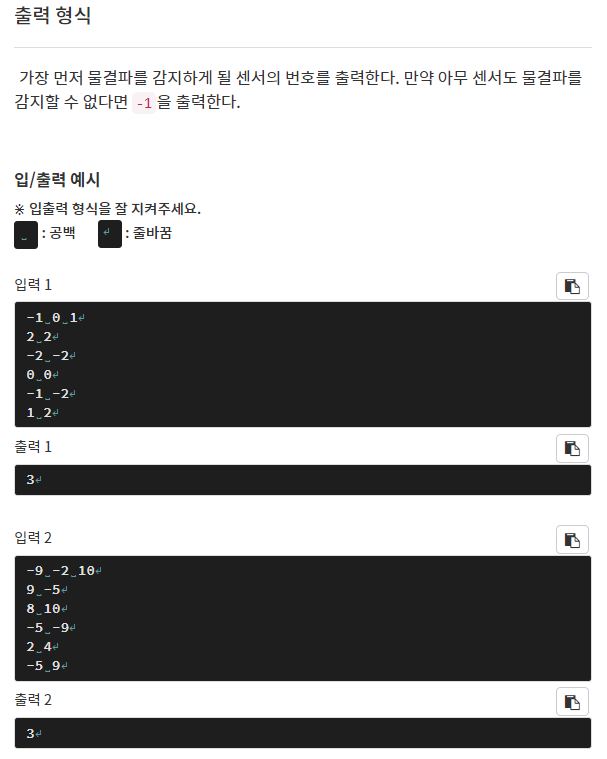 출력 형식
가장 먼저 물결파를 감지하게 될 센서의 번호를 출력한다. 만약 아무 센서도 물결파를
감지할 수 없다면 -1 을 출력한다.
입/출력 예시
※ 입출력 형식을 잘 지켜주세요.
␣ : 공백 ↵ : 줄바꿈
입력 1
-1␣0␣1↵
2␣2↵
-2␣-2↵
0␣0↵
-1␣-2↵
1␣2↵
출력 1
3↵
입력 2
-9␣-2␣10↵
9␣-5↵
8␣10↵
-5␣-9↵
2␣4↵
-5␣9↵
출력 2
3↵